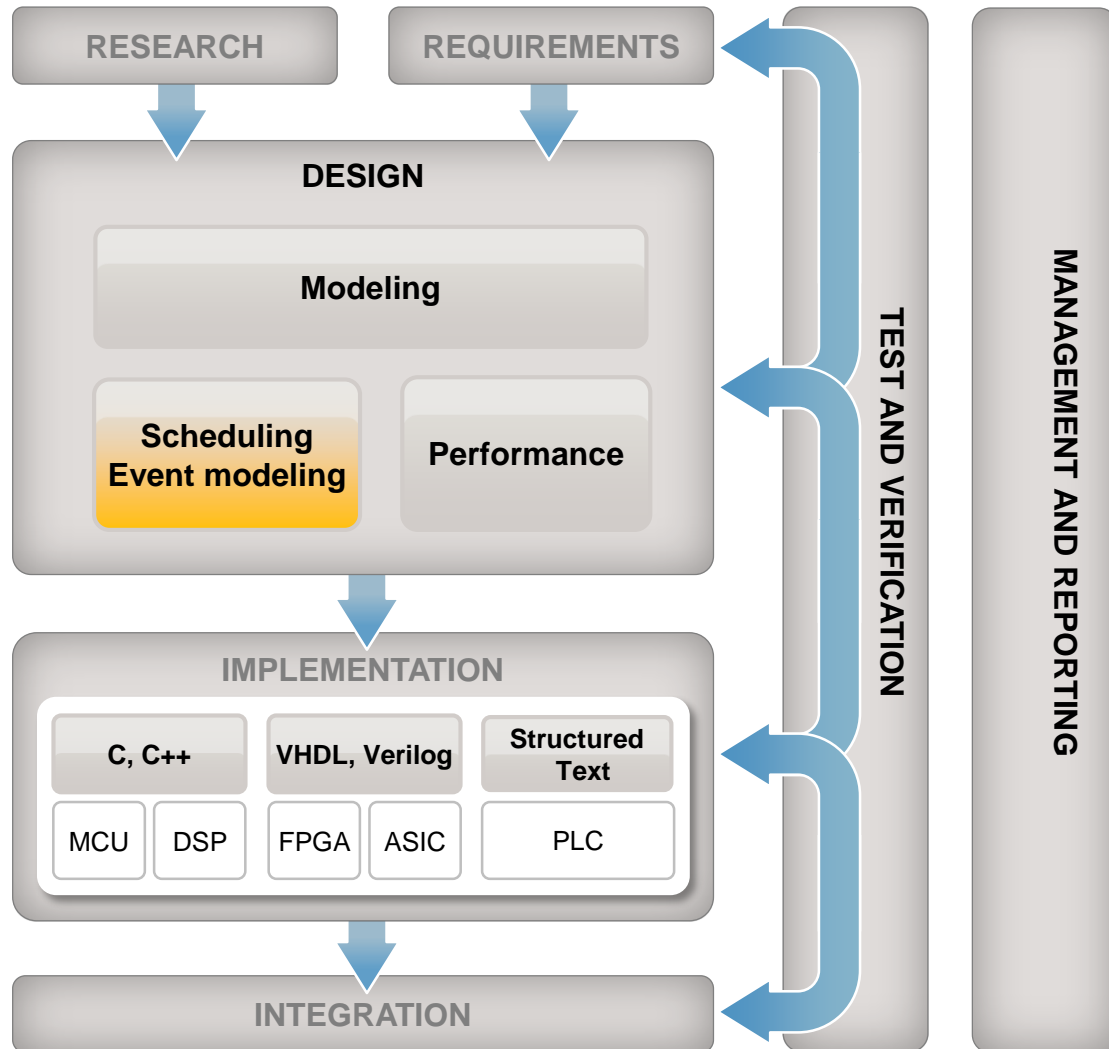 RESEARCH
REQUIREMENTS
DESIGN
Modeling
Scheduling
Event modeling
Performance
IMPLEMENTATION
C, C++
VHDL, Verilog
Structured
Text
MCU
DSP
FPGA
ASIC
PLC
INTEGRATION
TEST AND VERIFICATION
MANAGEMENT AND REPORTING